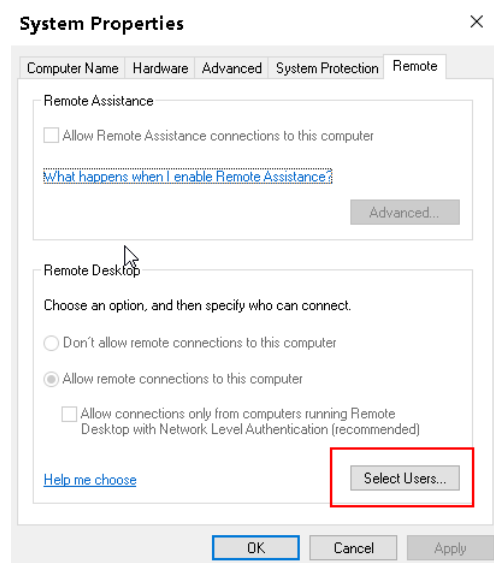 System Properties
Computer Name Hardware Advanced System Protection Remote
Remote Assistance
Allow Remote Assistance connections to this computer
What happens when I enable Remote Assistance?
Advanced...
Remote Desktop
Choose an option, and then specify who can connect.
Don't allow remote connections to this computer
Allow remote connections to this computer
Allow connections only from computers running Remote
Desktop with Network Level Authentication (recommended)
Help me choose
Select Users...
OK Cancel Apply